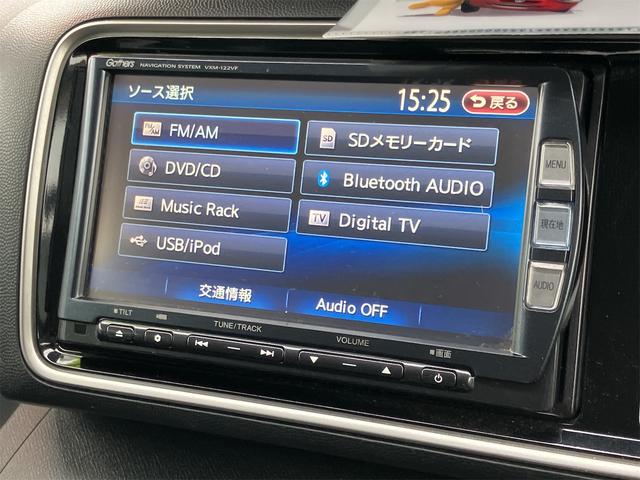 Gathers NAVIGATION SYSTEM VXM-122VF
ソース選択
15:25
戻る
FM/AM
SD
SDメモリーカード
DVD/CD
Bluetooth AUDIO
Music Rack
TV
Digital TV
USB/iPod
交通情報
Audio OFF
MENU
現在地
AUDIO
TILT
TUNE/TRACK
VOLUME
画面